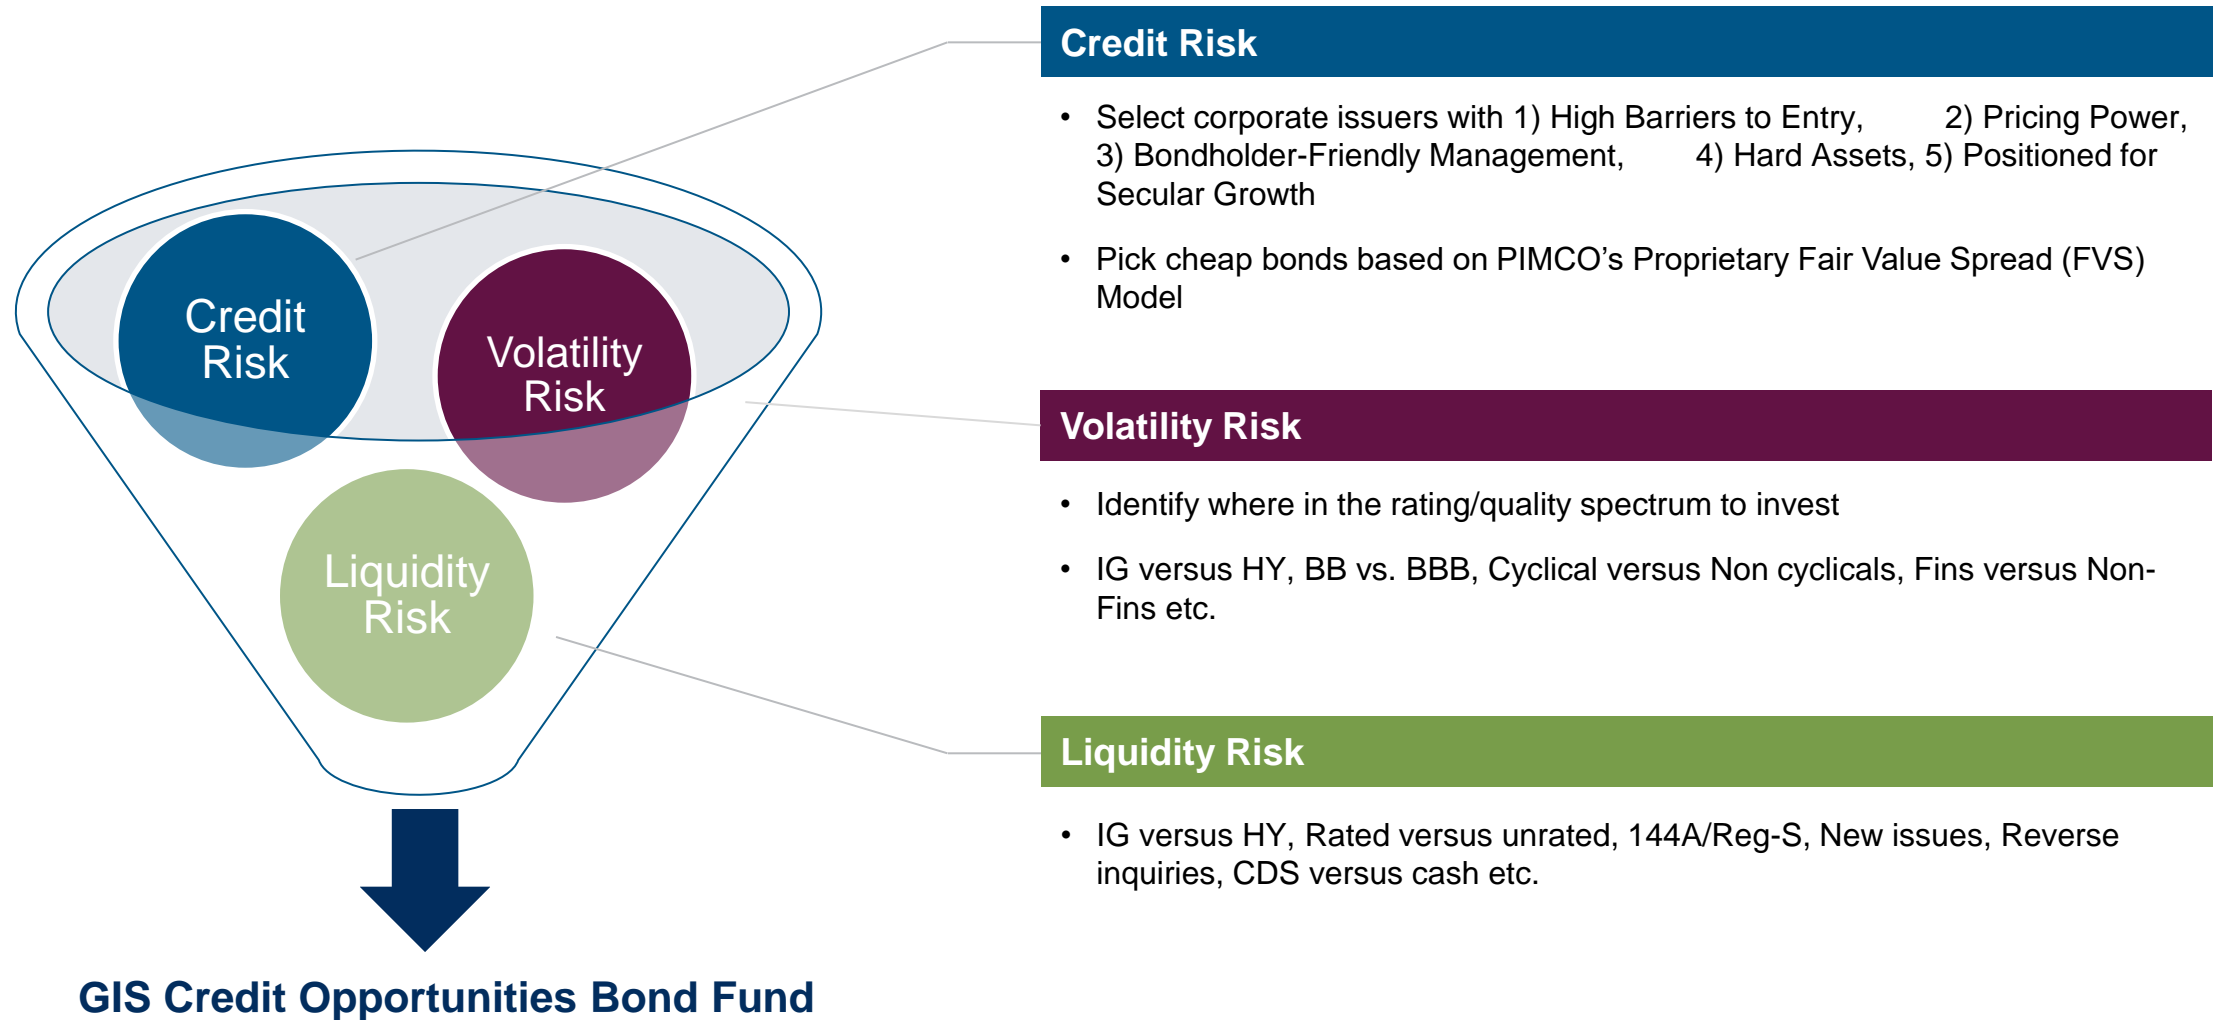 Credit
Risk
Volatility
Risk
Liquidity
Risk
GIS Credit Opportunities Bond Fund
Credit Risk
• Select corporate issuers with 1) High Barriers to Entry, 2) Pricing Power,
3) Bondholder-Friendly Management, 4) Hard Assets, 5) Positioned for
Secular Growth
• Pick cheap bonds based on PIMCO’s Proprietary Fair Value Spread (FVS)
Model
Volatility Risk
• Identify where in the rating/quality spectrum to invest
• IG versus HY, BB vs. BBB, Cyclical versus Non cyclicals, Fins versus Non-
Fins etc.
Liquidity Risk
• IG versus HY, Rated versus unrated, 144A/Reg-S, New issues, Reverse
inquiries, CDS versus cash etc.